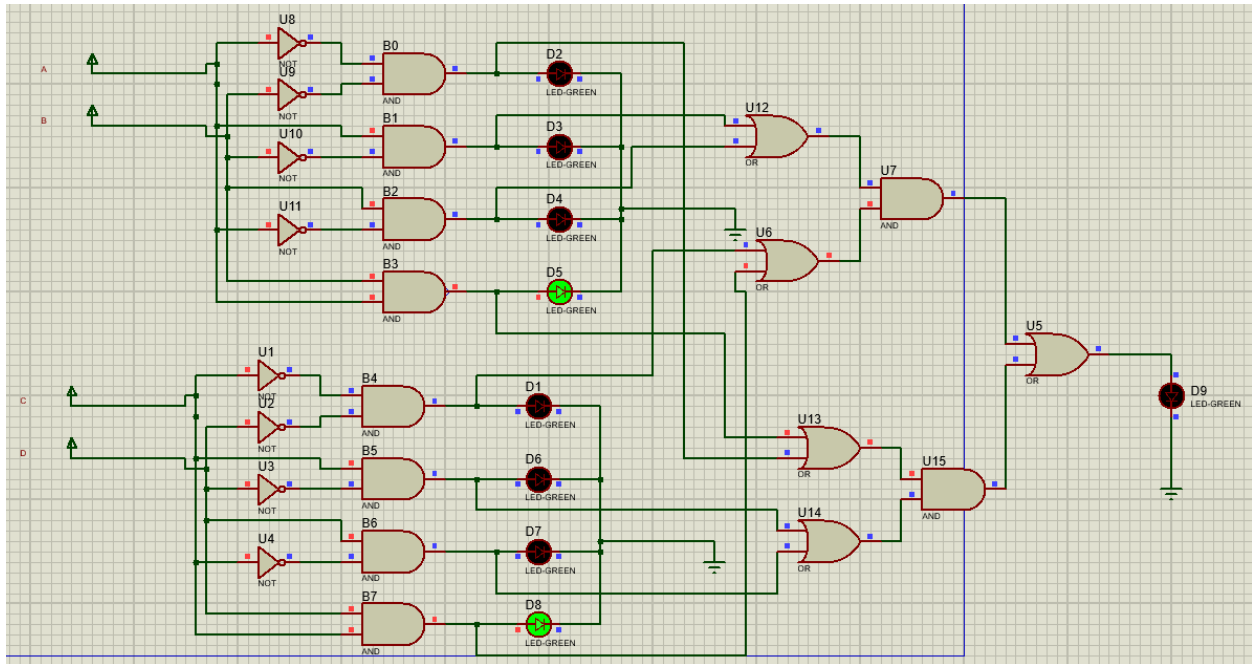 U8
NOT
B0
AND
D2
LED-GREEN
A
U9
NOT
B
B1
AND
D3
LED-GREEN
U12
OR
U10
NOT
B2
AND
D4
LED-GREEN
U7
AND
U11
NOT
U6
OR
B3
AND
D5
LED-GREEN
U5
OR
U1
NOT
B4
AND
D1
LED-GREEN
D9
LED-GREEN
C
U2
NOT
U13
OR
D
B5
AND
D6
LED-GREEN
U15
AND
U3
NOT
B6
AND
D7
LED-GREEN
U14
OR
U4
NOT
B7
AND
D8
LED-GREEN